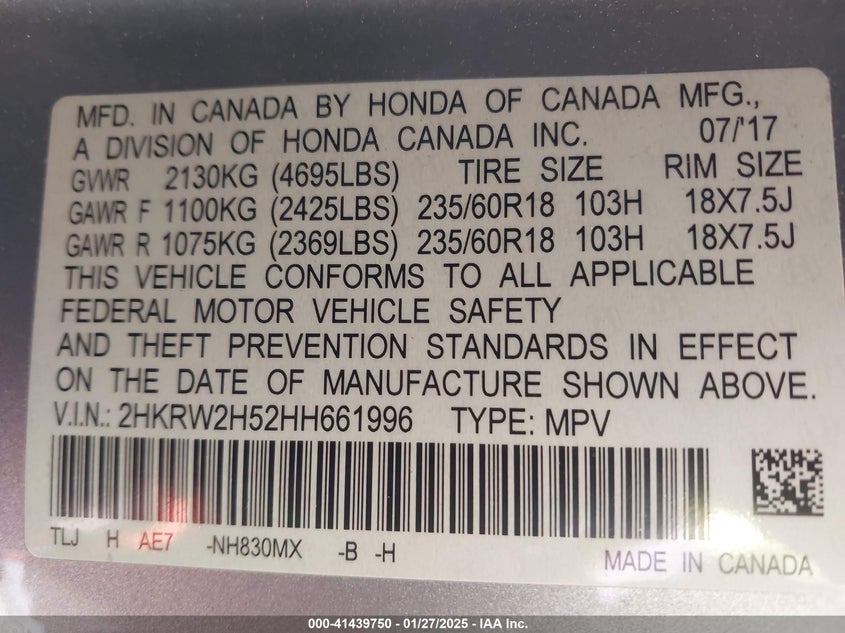 MFD. IN CANADA BY HONDA OF CANADA MFG.,
A DIVISION OF HONDA CANADA INC. 07/'17
GVWR 2130KG (4695LBS) TIRE SIZE RIM SIZE
GAWR F 1100KG (2425LBS) 235/60R18 103H 18X7.5J
GAWR R 1075KG (2369LBS) 235/60R18 103H 18X7.5J
THIS VEHICLE CONFORMS TO ALL APPLICABLE
FEDERAL MOTOR VEHICLE SAFETY
AND THEFT PREVENTION STANDARDS IN EFFECT
ON THE DATE OF MANUFACTURE SHOWN ABOVE.
V.I.N.: 2HKRW2H52HH661996 TYPE: MPV
TLJ H AE7 -NH830MX -B -H
MADE IN CANADA
000-41439750 - 01/27/2025 - IAA Inc.